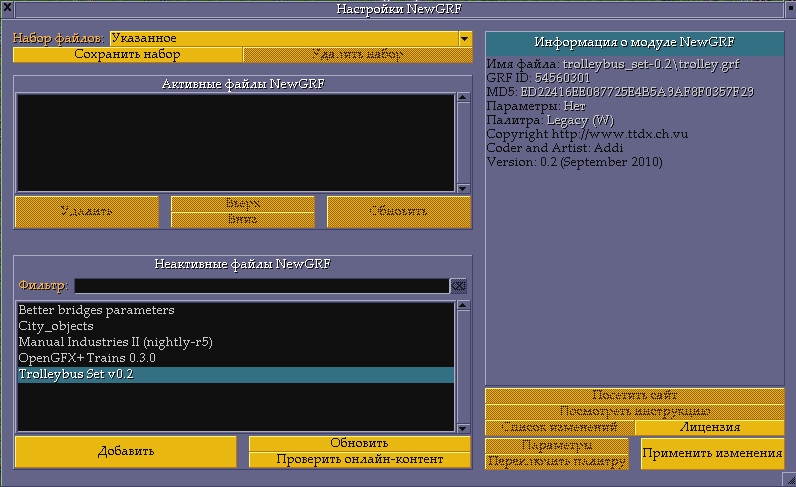 Настройки NewGRF
Набор файлов: Указанное
Сохранить набор
Удалить набор
Активные файлы NewGRF
Удалить
Вверх
Вниз
Обновить
Неактивные файлы NewGRF
Фильтр:
Better bridges parameters
City_objects
Manual Industries II (nightly-r5)
OpenGFX+Trains 0.3.0
Trolleybus Set v0.2
Добавить
Обновить
Проверить онлайн-контент
Информация о модуле NewGRF
Имя файла: trolleybus_set-0.2\trolley.grf
GRF ID: 54560301
MD5: ED22416EE087725E4B5A9AF8F0357F29
Параметры: Нет
Палитра: Legacy (W)
Copyright http://www.ttdx.ch.vu
Coder and Artist: Addi
Version: 0.2 (September 2010)
Посетить сайт
Посмотреть инструкцию
Список изменений
Лицензия
Параметры
Переключить палитру
Применить изменения